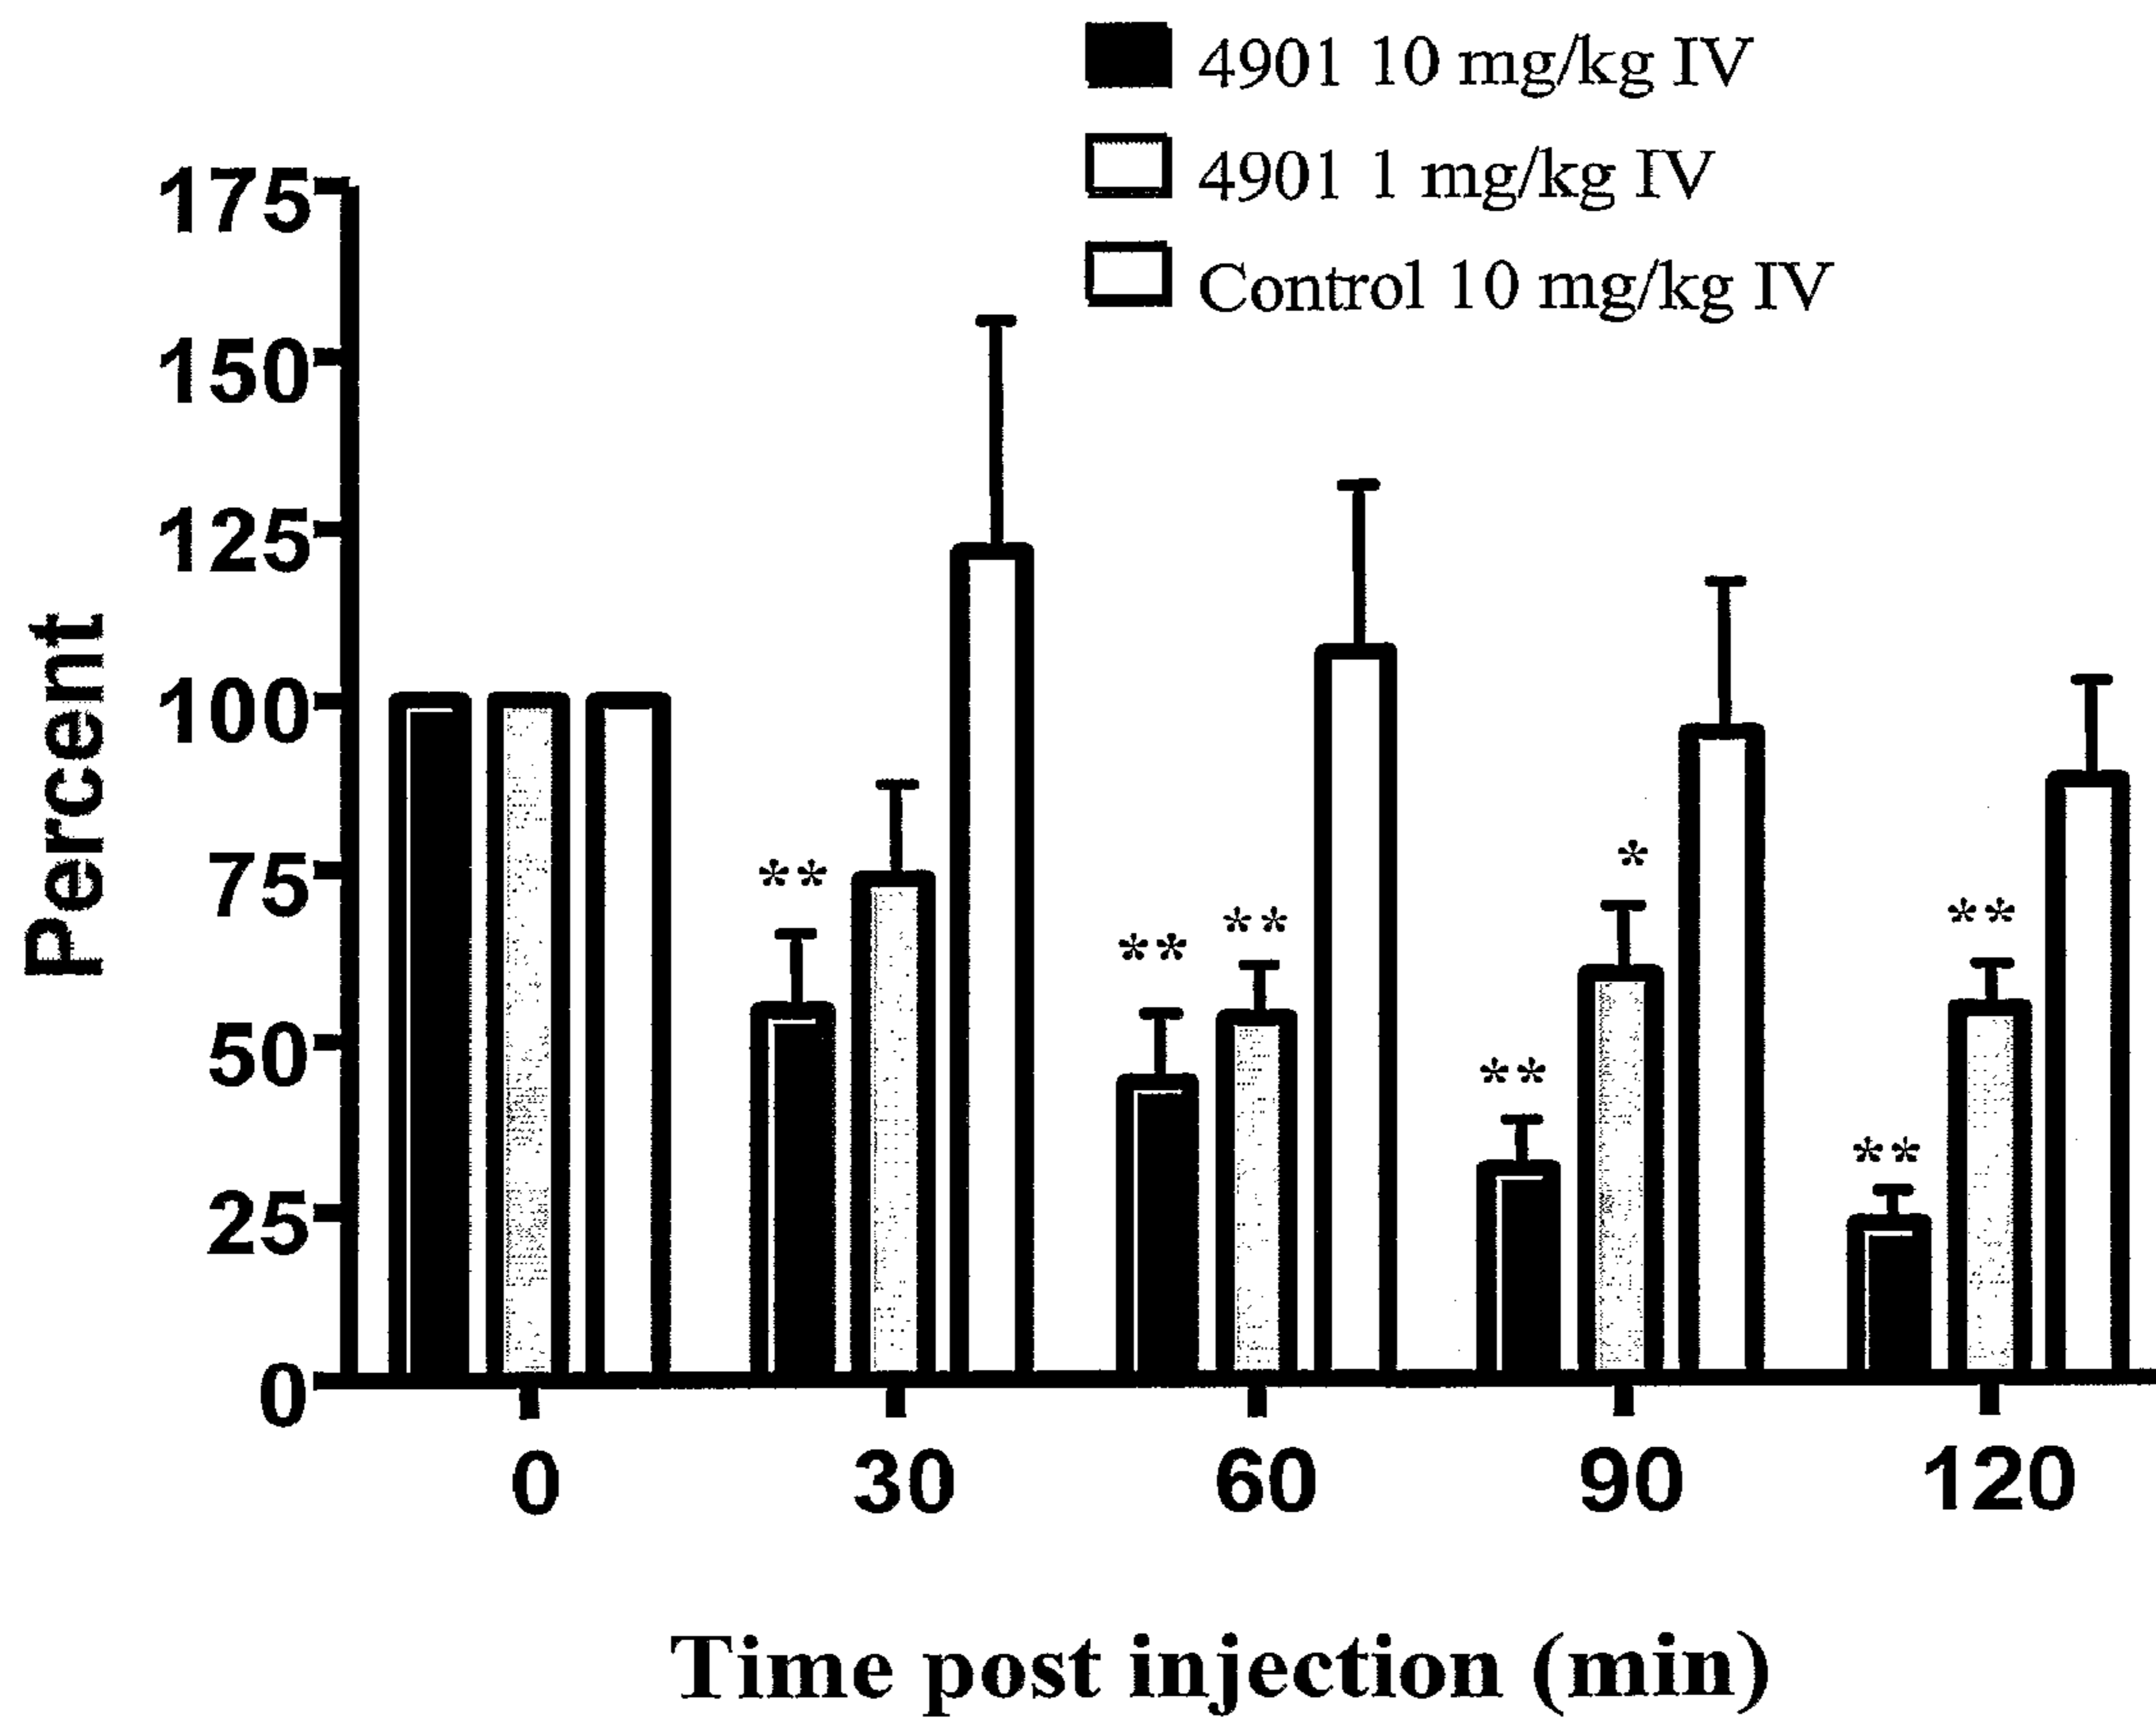 4901 10 mg/kg IV
4901 1 mg/kg IV
Control 10 mg/kg IV
175
150
125
100
75
50
25
0
Percent
**
**
**
**
*
**
**
0 30 60 90 120
Time post injection (min)